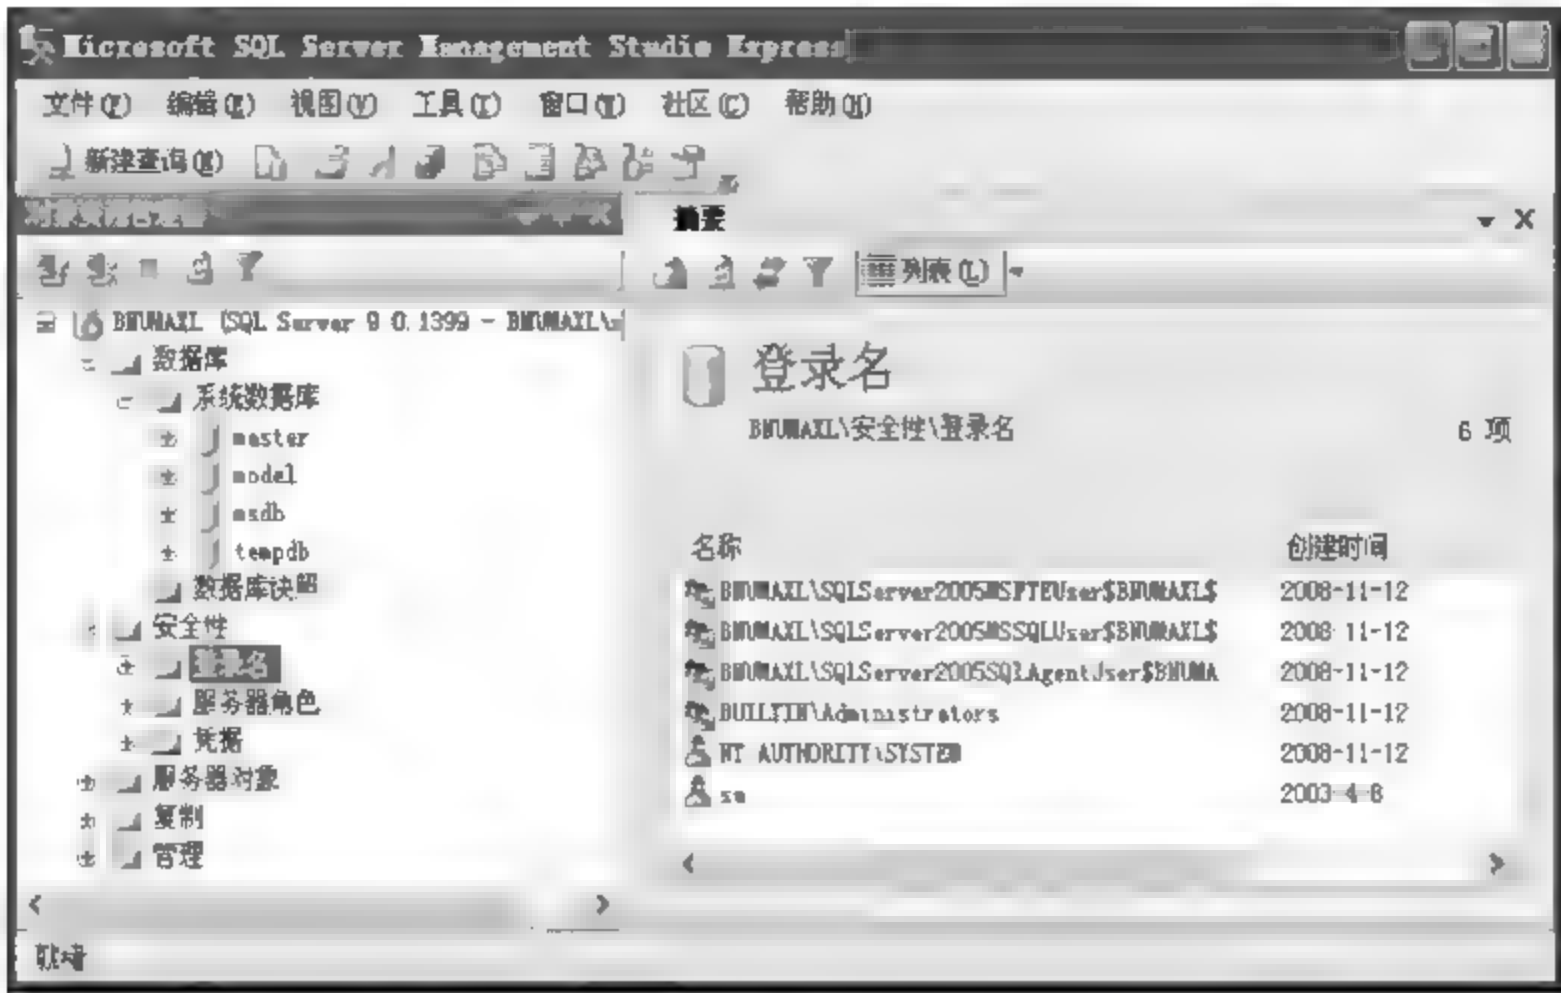 Microsoft SQL Server Management Studio Express
文件(F) 编辑(E) 视图(V) 工具(T) 窗口(W) 社区(C) 帮助(H)
新建查询(N)
摘要
列表(L)
BNUMAXL (SQL Server 9.0.1399 - BNUMAXL\
数据库
系统数据库
master
model
msdb
tempdb
数据库快照
安全性
登录名
服务器角色
凭据
服务器对象
复制
管理
登录名
BNUMAXL\安全性\登录名 6 项
名称 创建时间
BNUMAXL\SQLServer2005MSFTEUser$BNUMAXL$ 2008-11-12
BNUMAXL\SQLServer2005MSSQLUser$BNUMAXL$ 2008-11-12
BNUMAXL\SQLServer2005SQLAgentUser$BNUMA 2008-11-12
BUILTIN\Administrators 2008-11-12
NT AUTHORITY\SYSTEM 2008-11-12
sa 2003-4-8
就绪